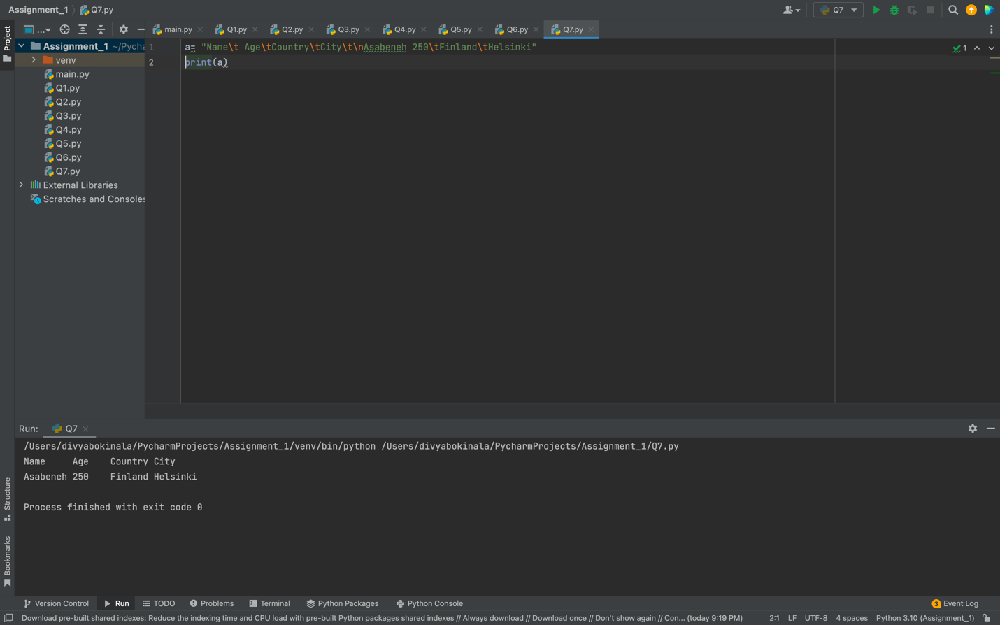 Assignment_1 Q7.py
Q7
Project
...
main.py Q1.py Q2.py Q3.py Q4.py Q5.py Q6.py Q7.py
Assignment_1 ~/Pycha
venv
main.py
Q1.py
Q2.py
Q3.py
Q4.py
Q5.py
Q6.py
Q7.py
External Libraries
Scratches and Consoles
1 a= "Name\t Age\tCountry\tCity\t\nAsabeneh 250\tFinland\tHelsinki"
2 print(a)
1
Run: Q7
/Users/divyabokinala/PycharmProjects/Assignment_1/venv/bin/python /Users/divyabokinala/PycharmProjects/Assignment_1/Q7.py
Name     Age    Country City
Asabeneh 250    Finland Helsinki
Process finished with exit code 0
Structure
Bookmarks
Version Control Run TODO Problems Terminal Python Packages Python Console 3 Event Log
Download pre-built shared indexes: Reduce the indexing time and CPU load with pre-built Python packages shared indexes // Always download // Download once // Don't show again // Con... (today 9:19 PM) 2:1 LF UTF-8 4 spaces Python 3.10 (Assignment_1)